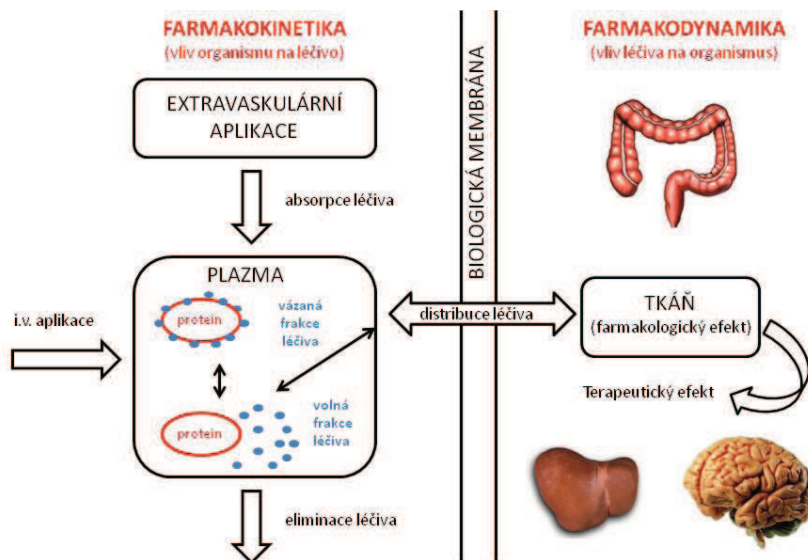 FARMAKOKINETIKA
(vliv organismu na léčivo)
EXTRAVASKULÁRNÍ
APLIKACE
absorpce léčiva
PLAZMA
protein
vázaná
frakce
léčiva
i.v. aplikace
protein
volná
frakce
léčiva
eliminace léčiva
BIOLOGICKÁ MEMBRÁNA
distribuce léčiva
FARMAKODYNAMIKA
(vliv léčiva na organismus)
TKÁŇ
(farmakologický efekt)
Terapeutický efekt